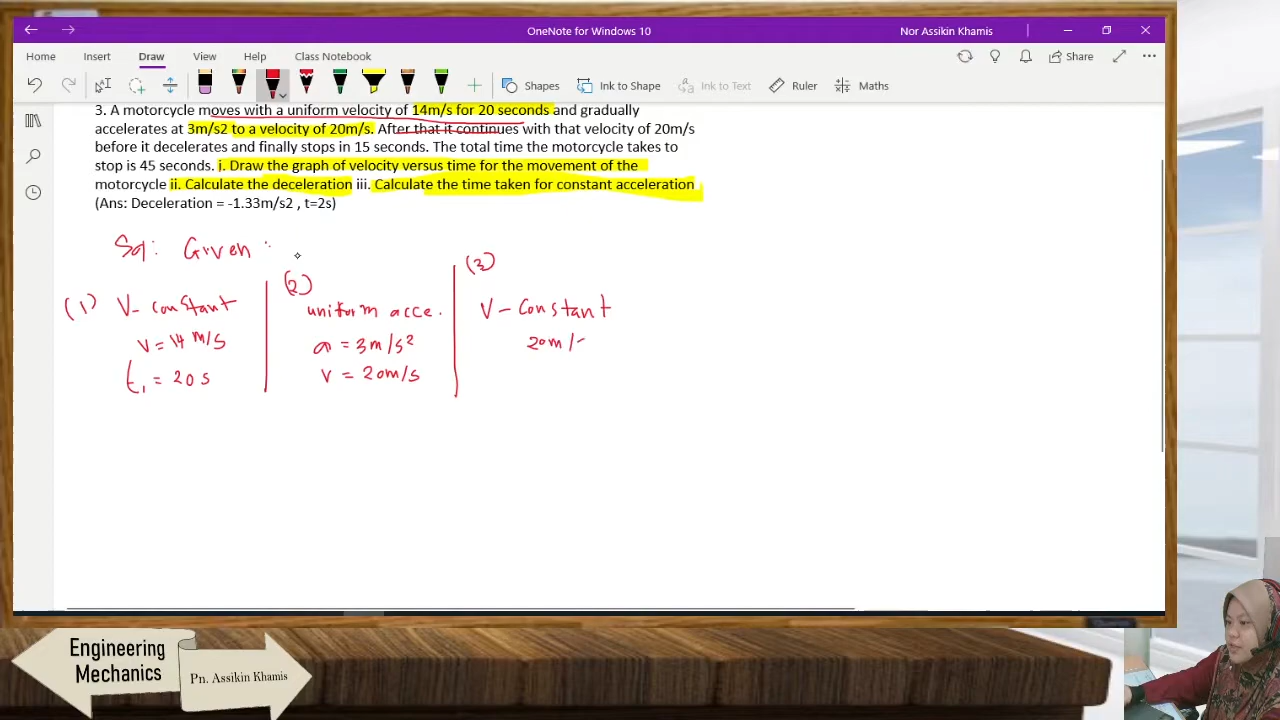 OneNote for Windows 10
Nor Assikin Khamis
Home Insert Draw View Help Class Notebook
Share
Shapes Ink to Shape Ink to Text Ruler Maths
3. A motorcycle moves with a uniform velocity of 14m/s for 20 seconds and gradually
accelerates at 3m/s2 to a velocity of 20m/s. After that it continues with that velocity of 20m/s
before it decelerates and finally stops in 15 seconds. The total time the motorcycle takes to
stop is 45 seconds. i. Draw the graph of velocity versus time for the movement of the
motorcycle ii. Calculate the deceleration iii. Calculate the time taken for constant acceleration
(Ans: Deceleration = -1.33m/s2 , t=2s)
Given :
(1) V- constant
V = 14 m/s
t1 = 20 s
(2)
uniform acce.
a = 3m/s²
v = 20m/s
(3)
V - Constant
20m/
Engineering
Mechanics
Pn. Assikin Khamis